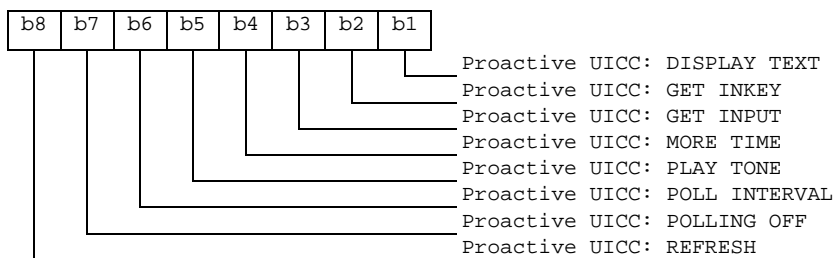 b8 b7 b6 b5 b4 b3 b2 b1
Proactive UICC: DISPLAY TEXT
Proactive UICC: GET INKEY
Proactive UICC: GET INPUT
Proactive UICC: MORE TIME
Proactive UICC: PLAY TONE
Proactive UICC: POLL INTERVAL
Proactive UICC: POLLING OFF
Proactive UICC: REFRESH